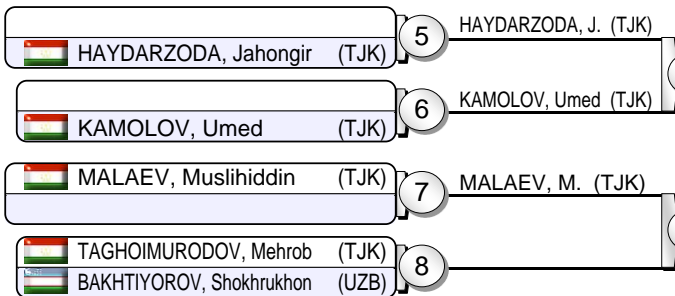 HAYDARZODA, Jahongir (TJK)
5
HAYDARZODA, J. (TJK)
KAMOLOV, Umed (TJK)
6
KAMOLOV, Umed (TJK)
MALAEV, Muslihiddin (TJK)
7
MALAEV, M. (TJK)
TAGHOIMURODOV, Mehrob (TJK)
BAKHTIYOROV, Shokhrukhon (UZB)
8